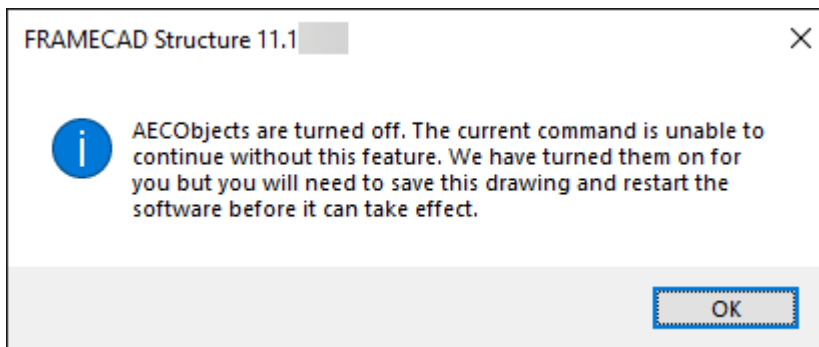 FRAMECAD Structure 11.1
AECObjects are turned off. The current command is unable to
continue without this feature. We have turned them on for
you but you will need to save this drawing and restart the
software before it can take effect.
OK